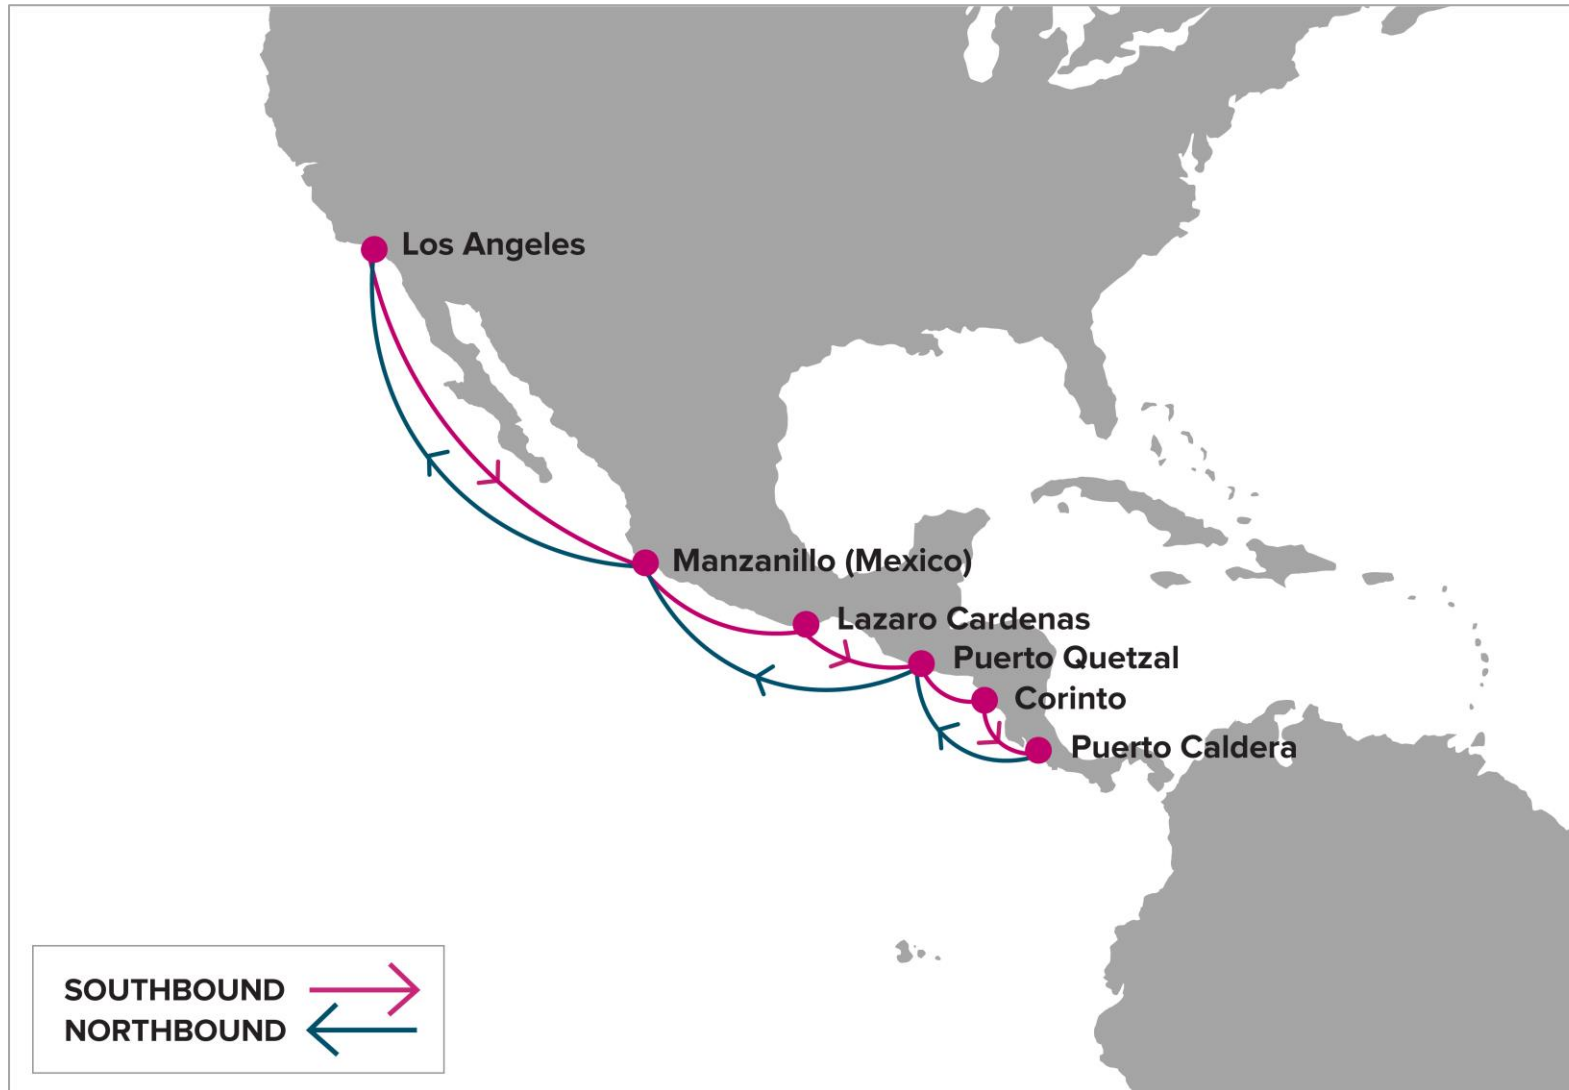 Los Angeles
Manzanillo (Mexico)
Lazaro Cardenas
Puerto Quetzal
Corinto
Puerto Caldera
SOUTHBOUND
NORTHBOUND